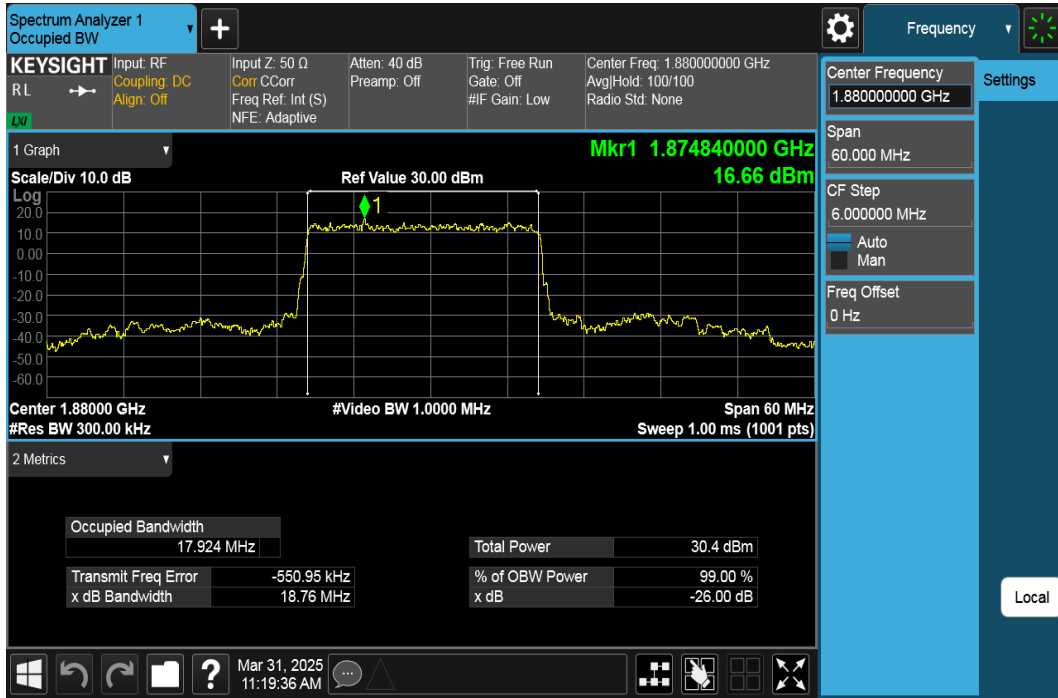 Spectrum Analyzer 1
Occupied BW
Frequency
KEYSIGHT
R L
LXI
Input: RF
Coupling: DC
Align: Off
Input Z: 50 Ω
Corr CCorr
Freq Ref: Int (S)
NFE: Adaptive
Atten: 40 dB
Preamp: Off
Trig: Free Run
Gate: Off
#IF Gain: Low
Center Freq: 1.880000000 GHz
Avg|Hold: 100/100
Radio Std: None
Center Frequency
1.880000000 GHz
Settings
Span
60.000 MHz
CF Step
6.000000 MHz
Auto
Man
Freq Offset
0 Hz
Local
1 Graph
Mkr1 1.874840000 GHz
Scale/Div 10.0 dB
Ref Value 30.00 dBm
16.66 dBm
Log
1
20.0
10.0
0.00
-10.0
-20.0
-30.0
-40.0
-50.0
-60.0
Center 1.88000 GHz
#Video BW 1.0000 MHz
Span 60 MHz
#Res BW 300.00 kHz
Sweep 1.00 ms (1001 pts)
2 Metrics
Occupied Bandwidth
17.924 MHz
Total Power 30.4 dBm
Transmit Freq Error -550.95 kHz
% of OBW Power 99.00 %
x dB Bandwidth 18.76 MHz
x dB -26.00 dB
?
Mar 31, 2025
11:19:36 AM